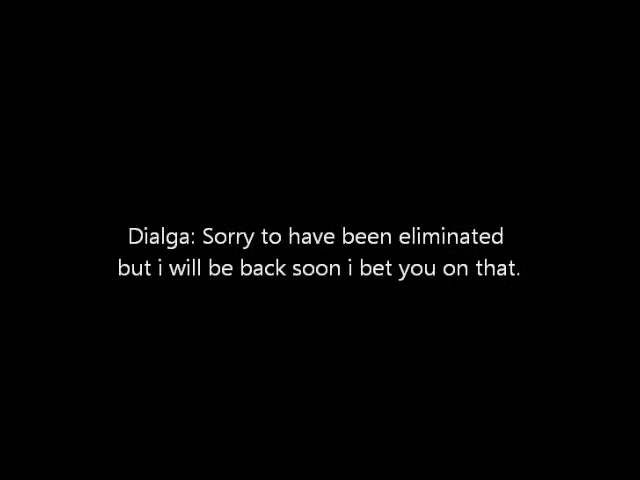 Dialga: Sorry to have been eliminated
but i will be back soon i bet you on that.